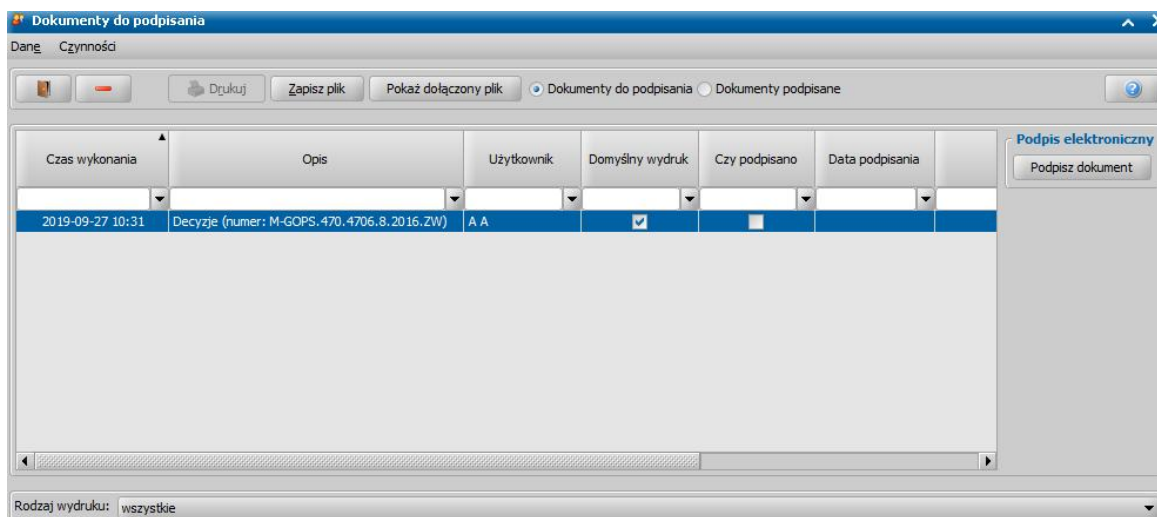 Dokumenty do podpisania
Dane Czynności
Drukuj Zapisz plik Pokaż dołączony plik Dokumenty do podpisania Dokumenty podpisane
Podpis elektroniczny
Czas wykonania Opis Użytkownik Domyślny wydruk Czy podpisano Data podpisania
Podpisz dokument
2019-09-27 10:31 Decyzje (numer: M-GOPS.470.4706.8.2016.ZW) A A
Rodzaj wydruku: wszystkie